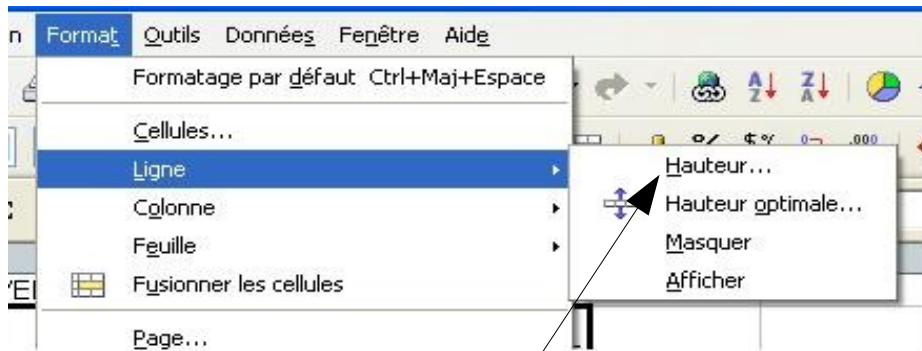 n Format Outils Données Fenêtre Aide
Formatage par défaut Ctrl+Maj+Espace
Cellules...
Ligne
Hauteur...
Hauteur optimale...
Masquer
Afficher
Colonne
Feuille
Fusionner les cellules
Page...